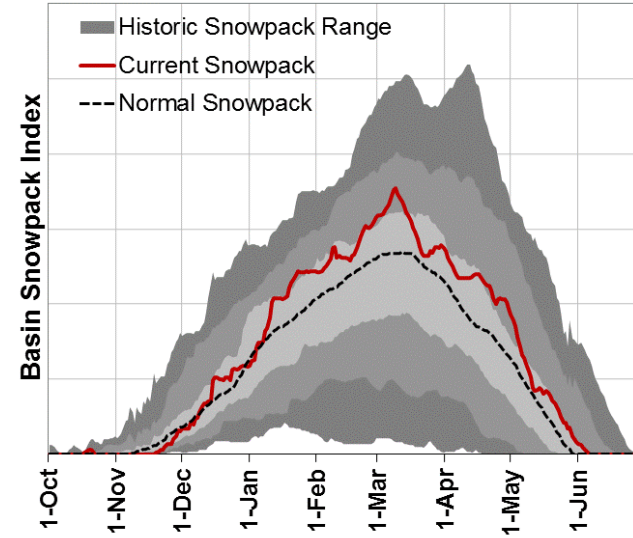 Historic Snowpack Range
Current Snowpack
Normal Snowpack
Basin Snowpack Index
1-Oct
1-Nov
1-Dec
1-Jan
1-Feb
1-Mar
1-Apr
1-May
1-Jun